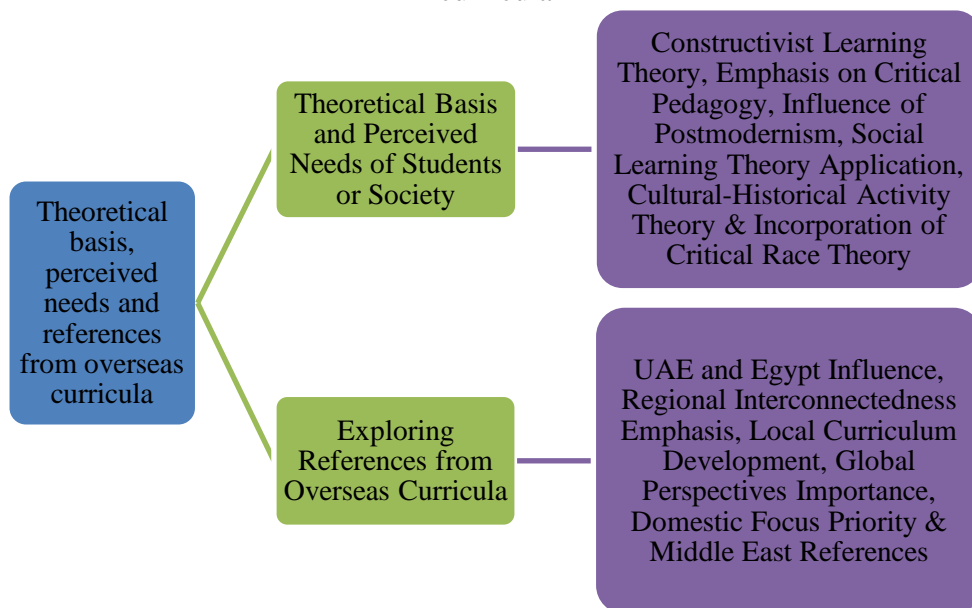 Theoretical
basis,
perceived
needs and
references
from overseas
curricula
Theoretical Basis
and Perceived
Needs of Students
or Society
Constructivist Learning
Theory, Emphasis on Critical
Pedagogy, Influence of
Postmodernism, Social
Learning Theory Application,
Cultural-Historical Activity
Theory & Incorporation of
Critical Race Theory
Exploring
References from
Overseas Curricula
UAE and Egypt Influence,
Regional Interconnectedness
Emphasis, Local Curriculum
Development, Global
Perspectives Importance,
Domestic Focus Priority &
Middle East References